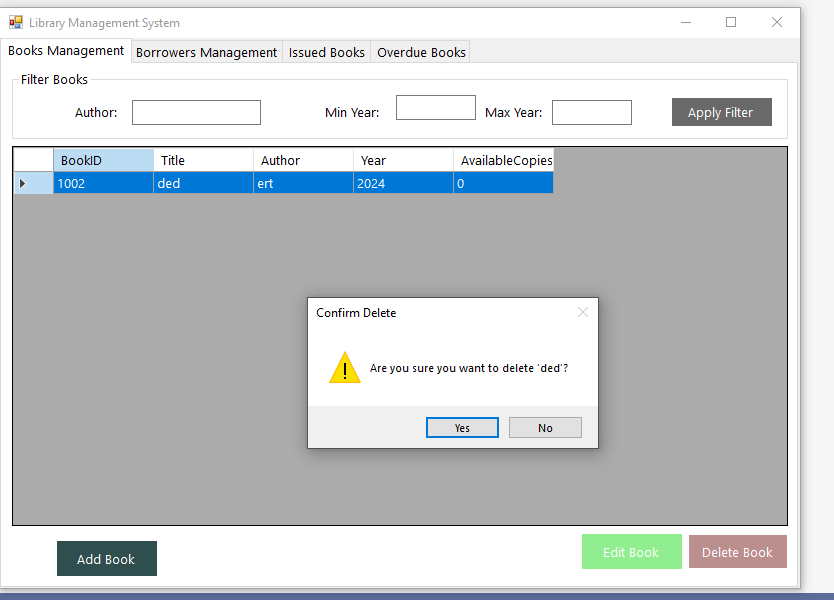 Library Management System
Books Management Borrowers Management Issued Books Overdue Books
Filter Books
Author: Min Year: Max Year: Apply Filter
BookID Title Author Year AvailableCopies
1002 ded ert 2024 0
Confirm Delete
Are you sure you want to delete 'ded'?
Yes No
Add Book Edit Book Delete Book